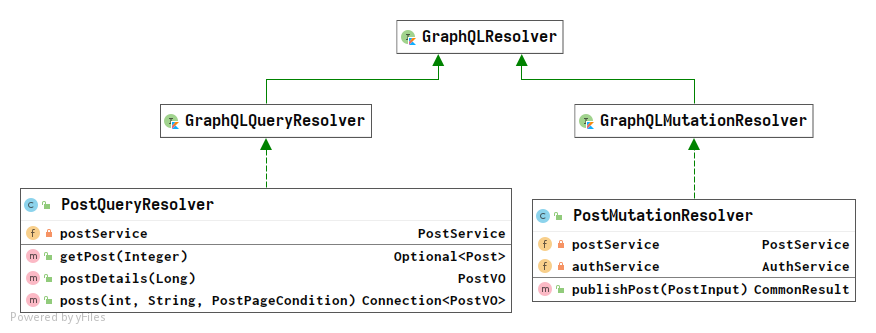 GraphQLResolver
GraphQLQueryResolver
GraphQLMutationResolver
PostQueryResolver
postService PostService
getPost(Integer) Optional<Post>
postDetails(Long) PostVO
posts(int, String, PostPageCondition) Connection<PostVO>
PostMutationResolver
postService PostService
authService AuthService
publishPost(PostInput) CommonResult
Powered by yFiles